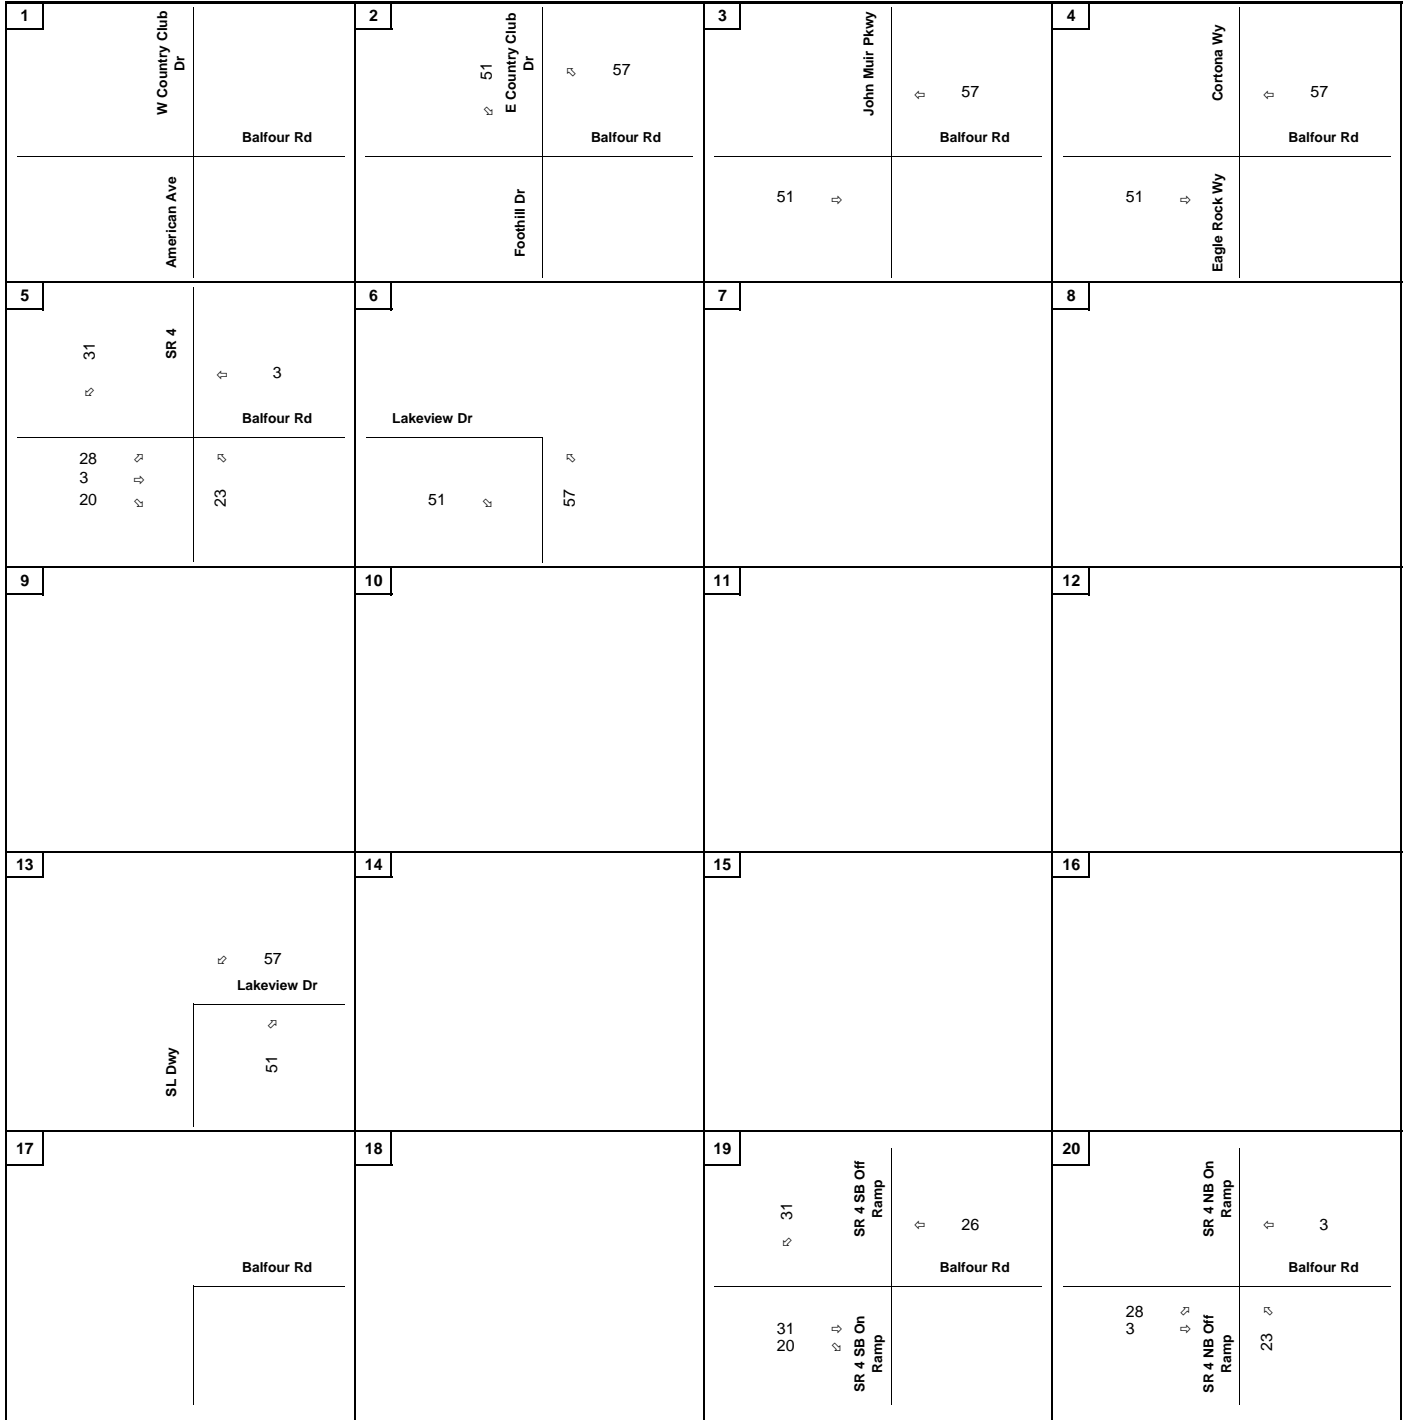 1
W Country Club
Dr
Balfour Rd
American Ave
2
51
E Country Club
Dr
⬁ 57
⬃
Balfour Rd
Foothill Dr
3
John Muir Pkwy
⇦ 57
Balfour Rd
51 ⇨
4
Cortona Wy
⇦ 57
Balfour Rd
51 ⇨
Eagle Rock Wy
5
31
SR 4
⇦ 3
⬃
Balfour Rd
28 ⬀
3 ⇨
20 ⬂
⬁
23
6
Lakeview Dr
51 ⬂
⬁
57
7
8
9
10
11
12
13
⬃ 57
Lakeview Dr
⬀
51
SL Dwy
14
15
16
17
Balfour Rd
18
19
31
SR 4 SB Off
Ramp
⇦ 26
⬃
Balfour Rd
31 ⇨
20 ⬂
SR 4 SB On
Ramp
20
SR 4 NB On
Ramp
⇦ 3
Balfour Rd
28 ⬀
3 ⇨
SR 4 NB Off
Ramp
⬁
23